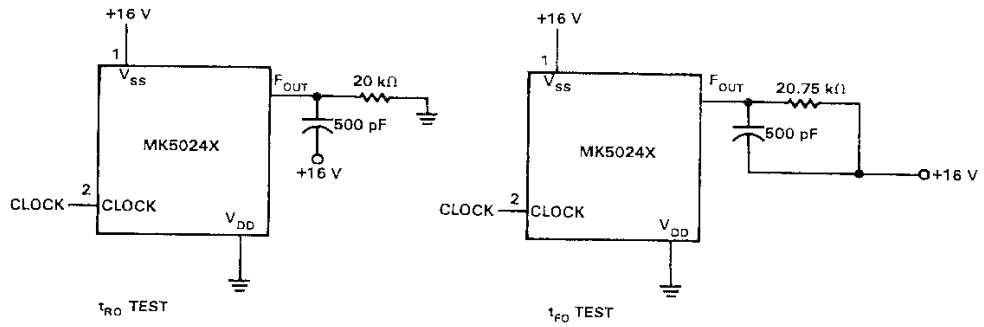 +16 V
1
V_SS
F_OUT
20 kΩ
500 pF
MK5024X
+16 V
2
CLOCK
CLOCK
V_DD
t_RO TEST
+16 V
1
V_SS
F_OUT
20.75 kΩ
500 pF
MK5024X
+16 V
2
CLOCK
CLOCK
V_DD
t_FO TEST